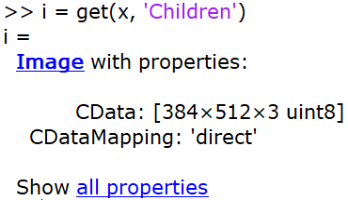 >> i = get(x, 'Children')
i =
Image with properties:
CData: [384×512×3 uint8]
CDataMapping: 'direct'
Show all properties